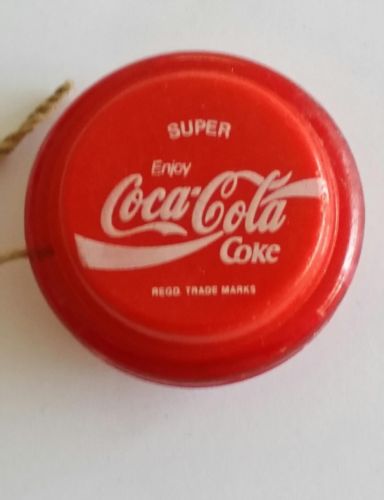 SUPER
Enjoy
Coca-Cola
Coke
REGD. TRADE MARKS